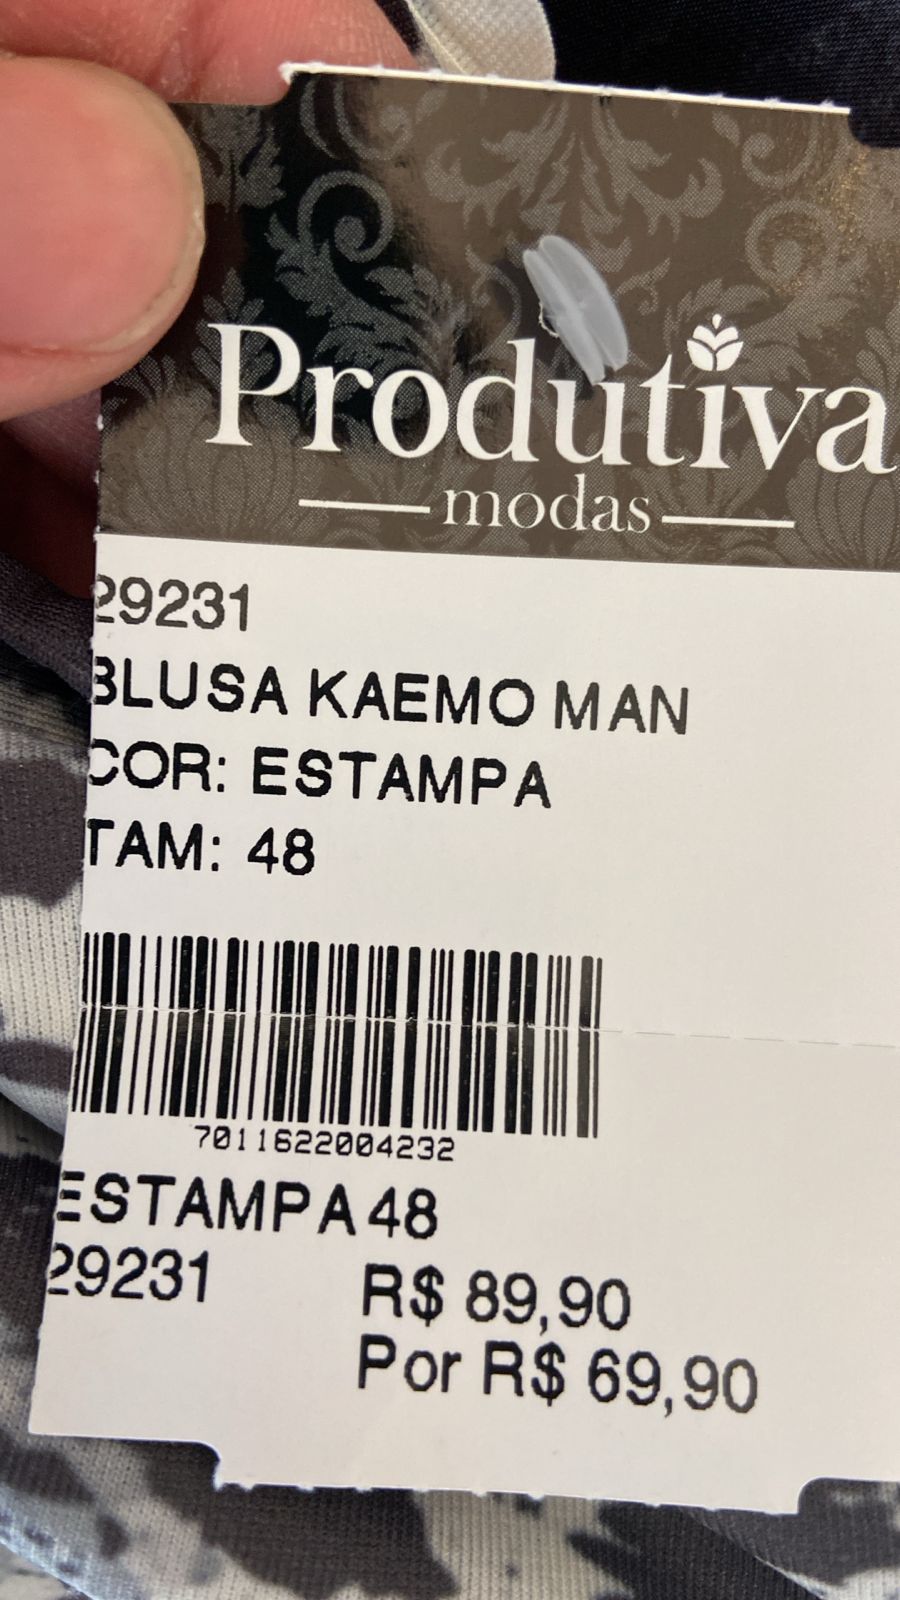 Produtiva
modas
29231
BLUSA KAEMO MAN
COR: ESTAMPA
TAM: 48
7011622004232
ESTAMPA 48
29231 R$ 89,90
Por R$ 69,90